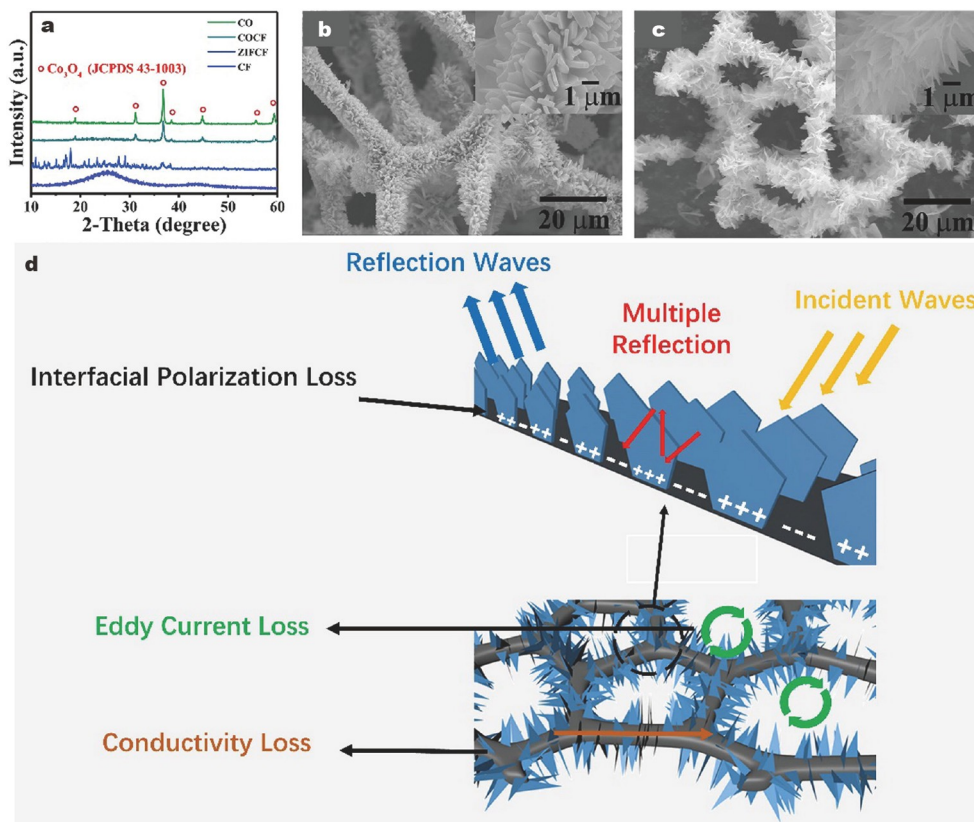 a
CO
COCF
ZIFCF
CF
Co₃O₄ (JCPDS 43-1003)
Intensity (a.u.)
10 20 30 40 50 60
2-Theta (degree)
b
1 μm
20 μm
c
1 μm
20 μm
d
Reflection Waves
Incident Waves
Multiple
Reflection
Interfacial Polarization Loss
++ -- ++ -- ++ -- +++ --- +++ --- ++
Eddy Current Loss
Conductivity Loss